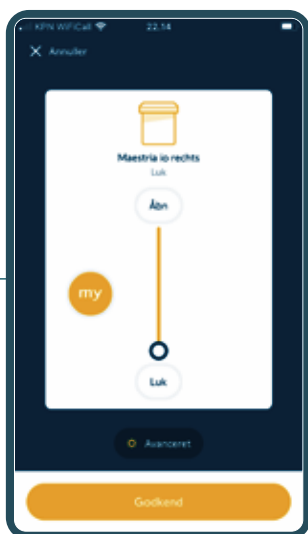 KPN WiFiCall 22.14
Annuller
Maestria io rechts
Luk
Åbn
my
Luk
Avanceret
Godkend